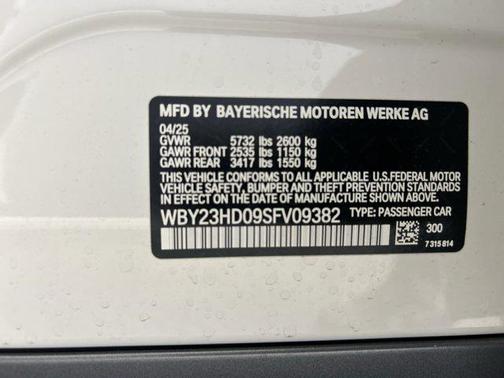 MFD BY BAYERISCHE MOTOREN WERKE AG
04/25
GVWR 5732 lbs 2600 kg
GAWR FRONT 2535 lbs 1150 kg
GAWR REAR 3417 lbs 1550 kg
THIS VEHICLE CONFORMS TO ALL APPLICABLE U.S.FEDERAL MOTOR
VEHICLE SAFETY, BUMPER AND THEFT PREVENTION STANDARDS
IN EFFECT ON THE DATE OF MANUFACTURE SHOWN ABOVE.
WBY23HD09SFV09382 TYPE: PASSENGER CAR
300
7 315 814